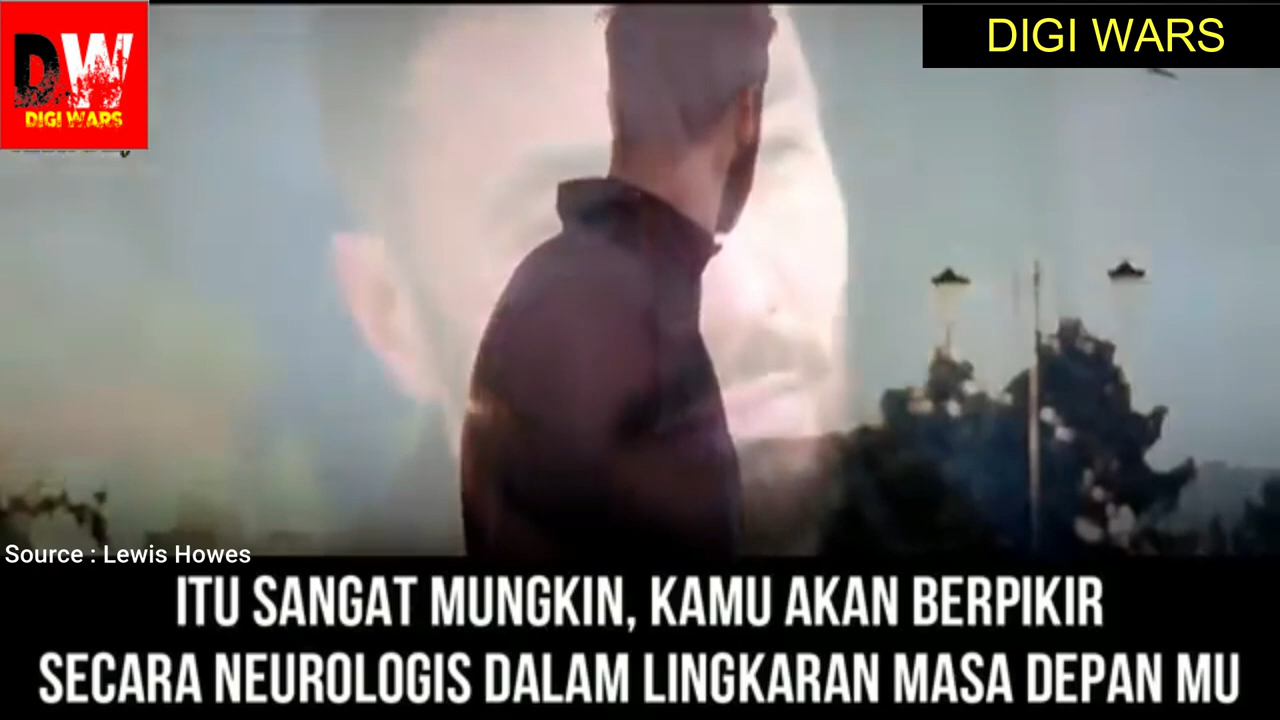 DW
DIGI WARS
DIGI WARS
Source : Lewis Howes
ITU SANGAT MUNGKIN, KAMU AKAN BERPIKIR
SECARA NEUROLOGIS DALAM LINGKARAN MASA DEPAN MU